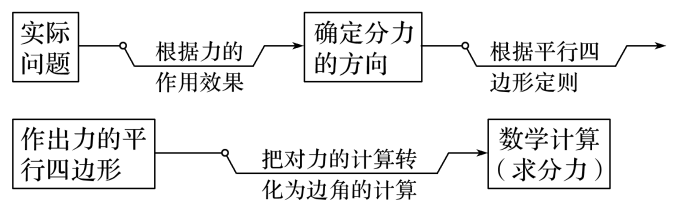 实际
问题
根据力的
作用效果
确定分力
的方向
根据平行四
边形定则
作出力的平
行四边形
把对力的计算转
化为边角的计算
数学计算
(求分力)